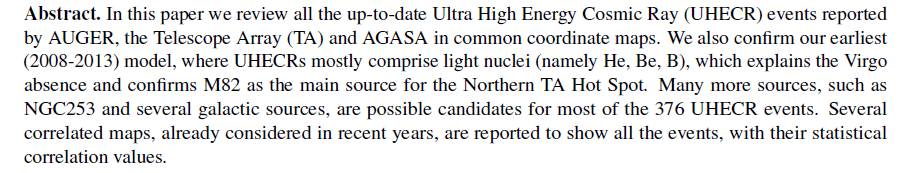 Abstract. In this paper we review all the up-to-date Ultra High Energy Cosmic Ray (UHECR) events reported
by AUGER, the Telescope Array (TA) and AGASA in common coordinate maps. We also confirm our earliest
(2008-2013) model, where UHECRs mostly comprise light nuclei (namely He, Be, B), which explains the Virgo
absence and confirms M82 as the main source for the Northern TA Hot Spot. Many more sources, such as
NGC253 and several galactic sources, are possible candidates for most of the 376 UHECR events. Several
correlated maps, already considered in recent years, are reported to show all the events, with their statistical
correlation values.